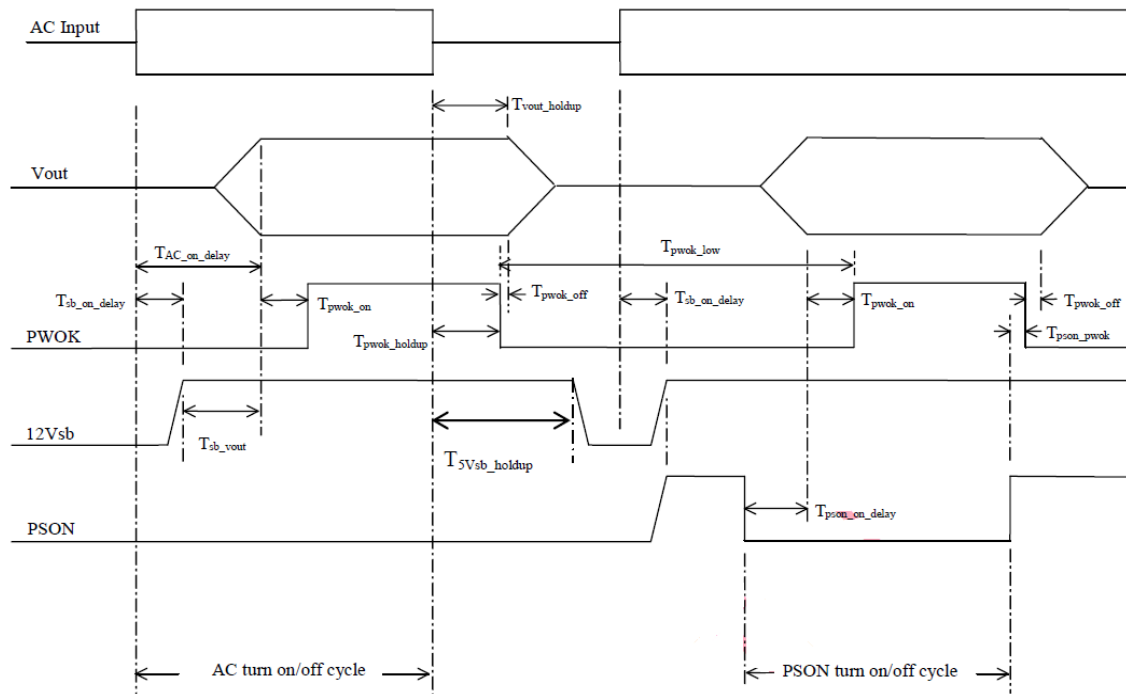 AC Input
Tvout_holdup
Vout
TAC_on_delay
Tpwok_low
Tsb_on_delay
Tpwok_on
Tpwok_off
Tsb_on_delay
Tpwok_on
Tpwok_off
PWOK
Tpwok_holdup
Tpson_pwok
12Vsb
Tsb_vout
T5Vsb_holdup
PSON
Tpson_on_delay
AC turn on/off cycle
PSON turn on/off cycle